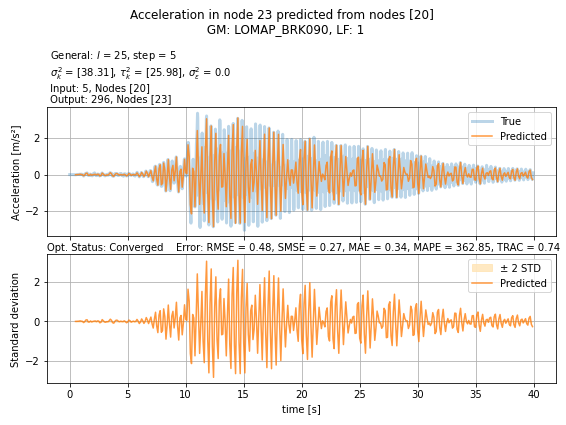 Acceleration in node 23 predicted from nodes [20]
GM: LOMAP_BRK090, LF: 1
General: l = 25, step = 5
σ_k^2 = [38.31], τ_k^2 = [25.98], σ_ε^2 = 0.0
Input: 5, Nodes [20]
Output: 296, Nodes [23]
Acceleration [m/s²]
2
0
−2
True
Predicted
Opt. Status: Converged Error: RMSE = 0.48, SMSE = 0.27, MAE = 0.34, MAPE = 362.85, TRAC = 0.74
Standard deviation
2
0
−2
± 2 STD
Predicted
0 5 10 15 20 25 30 35 40
time [s]